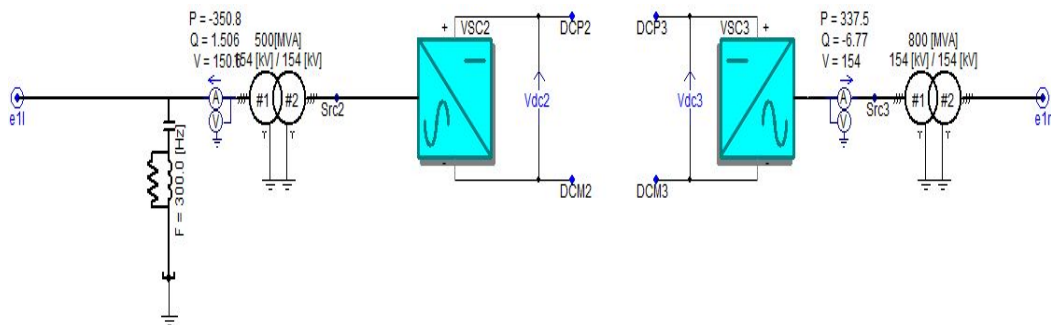 P = -350.8
Q = 1.506
V = 150.6
500[MVA]
154 [kV] / 154 [kV]
#1
#2
A
V
e1l
Src2
F = 300.0 [Hz]
+
VSC2
-
Vdc2
DCP2
DCM2
DCP3
DCM3
Vdc3
VSC3
+
-
P = 337.5
Q = -6.77
V = 154
A
V
Src3
800 [MVA]
154 [kV] / 154 [kV]
#1
#2
e1r